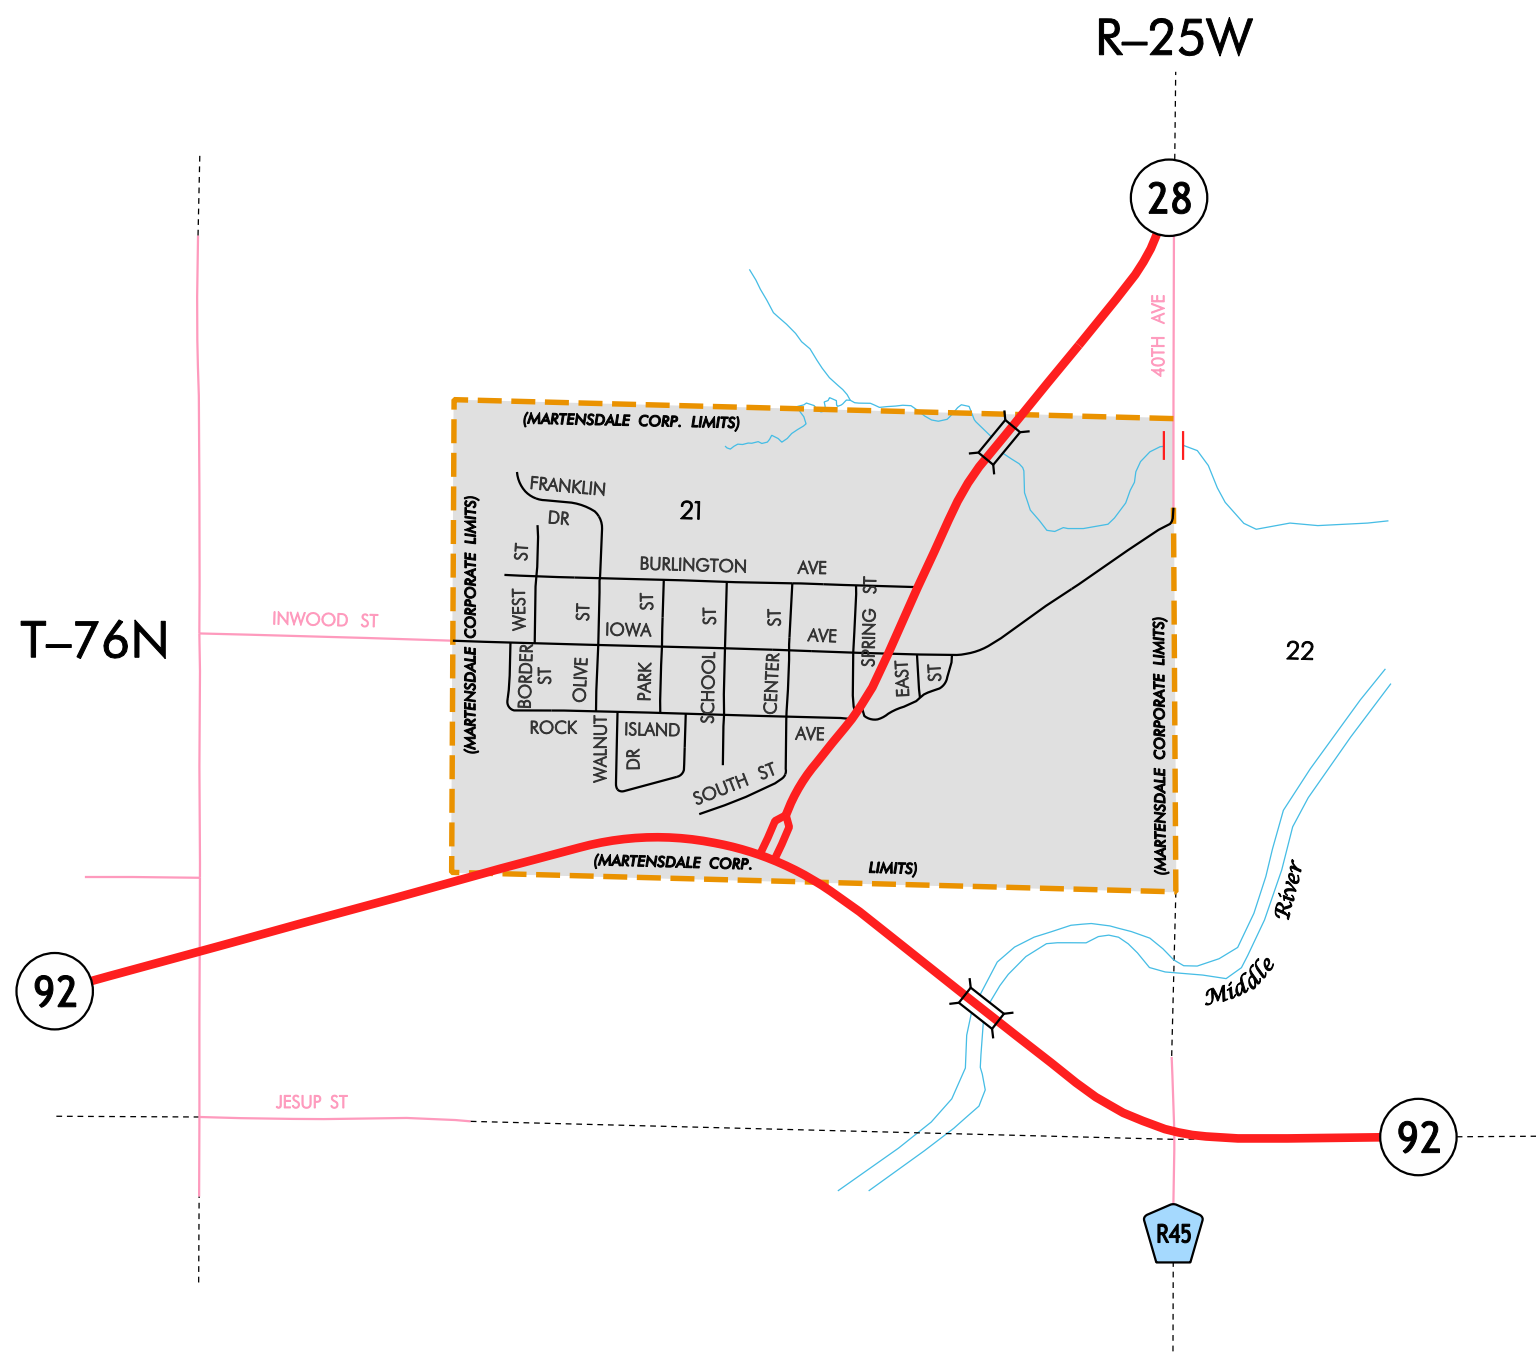 R–25W
28
40TH AVE
(MARTENSDALE CORP. LIMITS)
(MARTENSDALE CORPORATE LIMITS)
FRANKLIN
DR
21
BURLINGTON AVE
WEST ST
OLIVE ST
PARK ST
SCHOOL ST
CENTER ST
SPRING ST
INWOOD ST
T–76N
IOWA AVE
22
(MARTENSDALE CORPORATE LIMITS)
BORDER
ST
EAST ST
ROCK ISLAND AVE
WALNUT
DR
SOUTH ST
(MARTENSDALE CORP. LIMITS)
Middle River
92
JESUP ST
92
R45